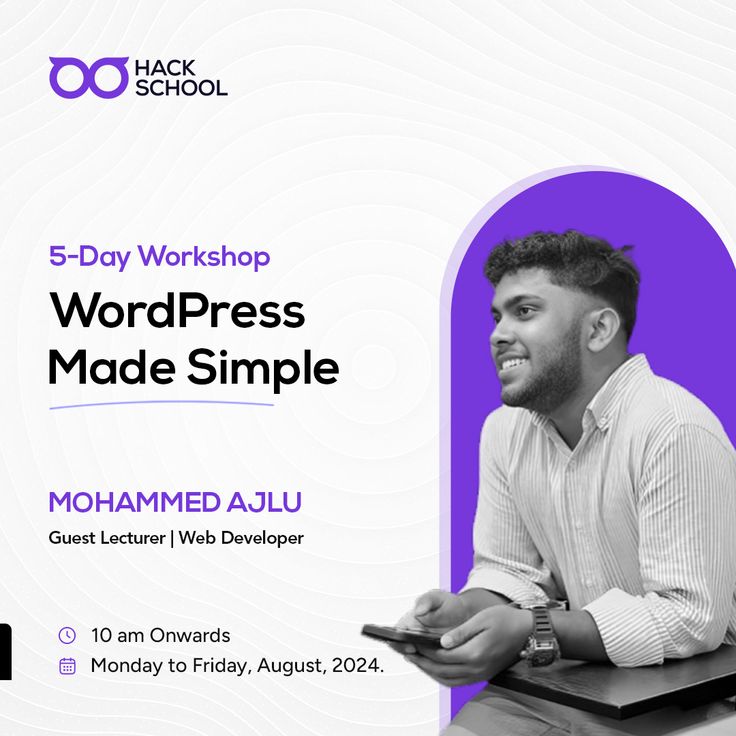 HACK
SCHOOL
5-Day Workshop
WordPress
Made Simple
MOHAMMED AJLU
Guest Lecturer | Web Developer
10 am Onwards
Monday to Friday, August, 2024.